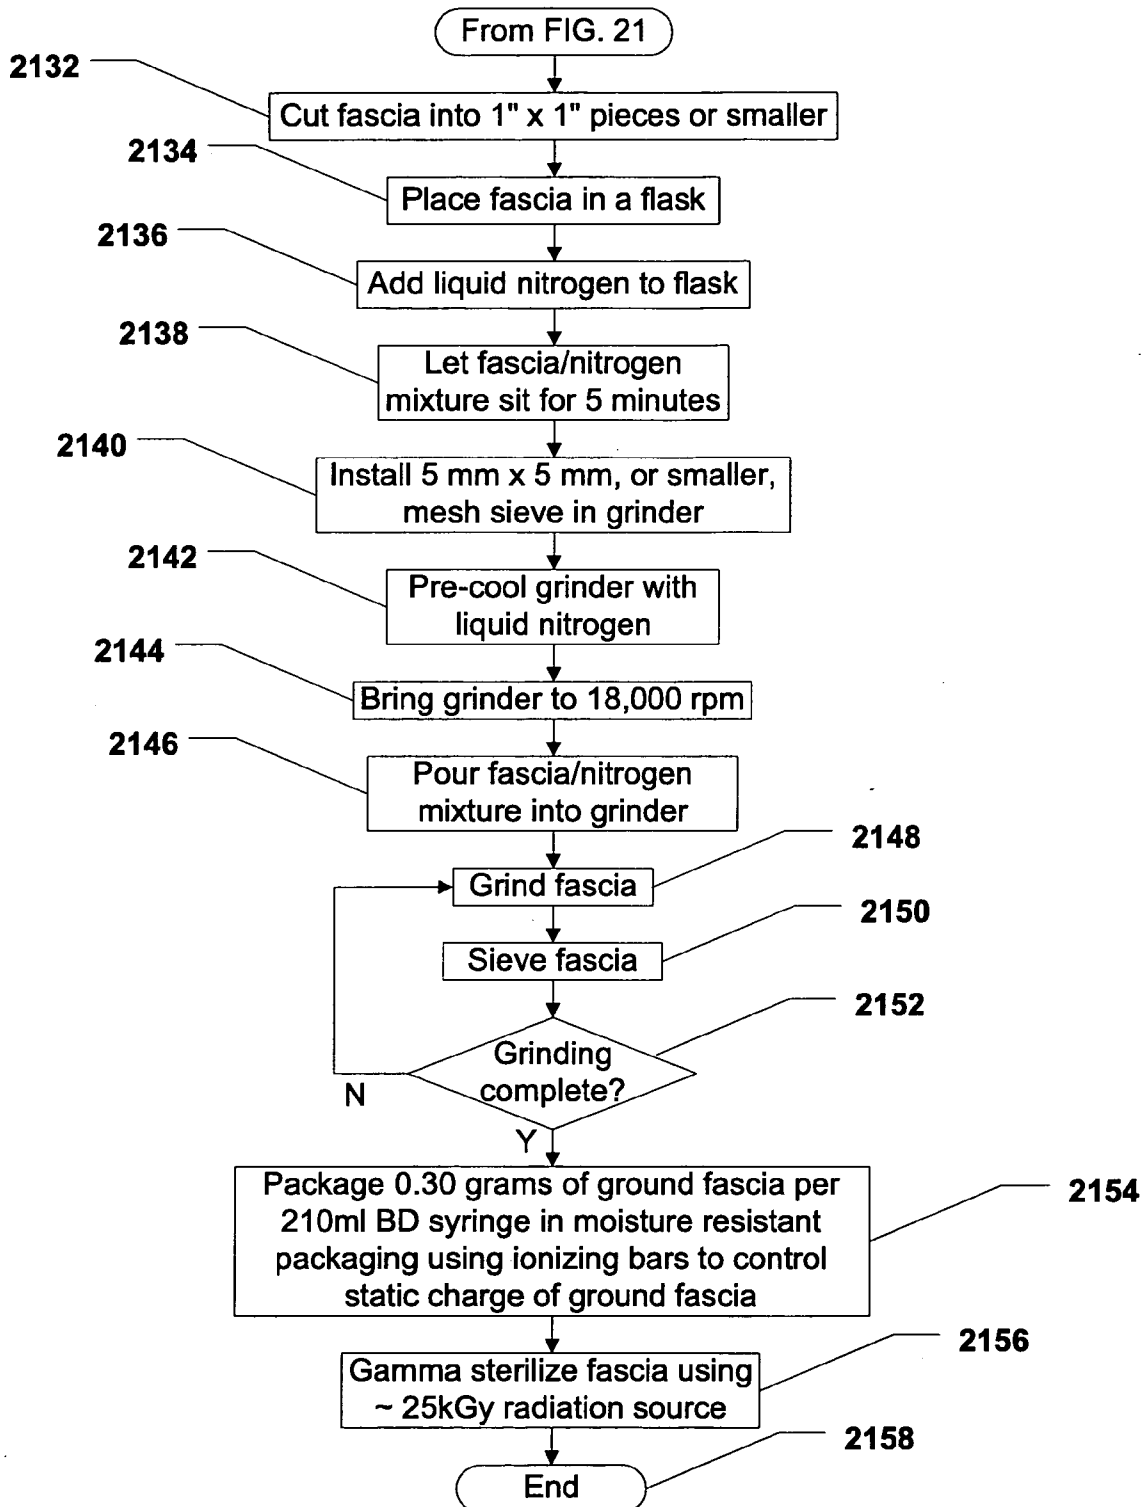 From FIG. 21
2132
Cut fascia into 1" x 1" pieces or smaller
2134
Place fascia in a flask
2136
Add liquid nitrogen to flask
2138
Let fascia/nitrogen
mixture sit for 5 minutes
2140
Install 5 mm x 5 mm, or smaller,
mesh sieve in grinder
2142
Pre-cool grinder with
liquid nitrogen
2144
Bring grinder to 18,000 rpm
2146
Pour fascia/nitrogen
mixture into grinder
2148
Grind fascia
2150
Sieve fascia
2152
Grinding
complete?
N
Y
Package 0.30 grams of ground fascia per
210ml BD syringe in moisture resistant
packaging using ionizing bars to control
static charge of ground fascia
2154
Gamma sterilize fascia using
~ 25kGy radiation source
2156
End
2158